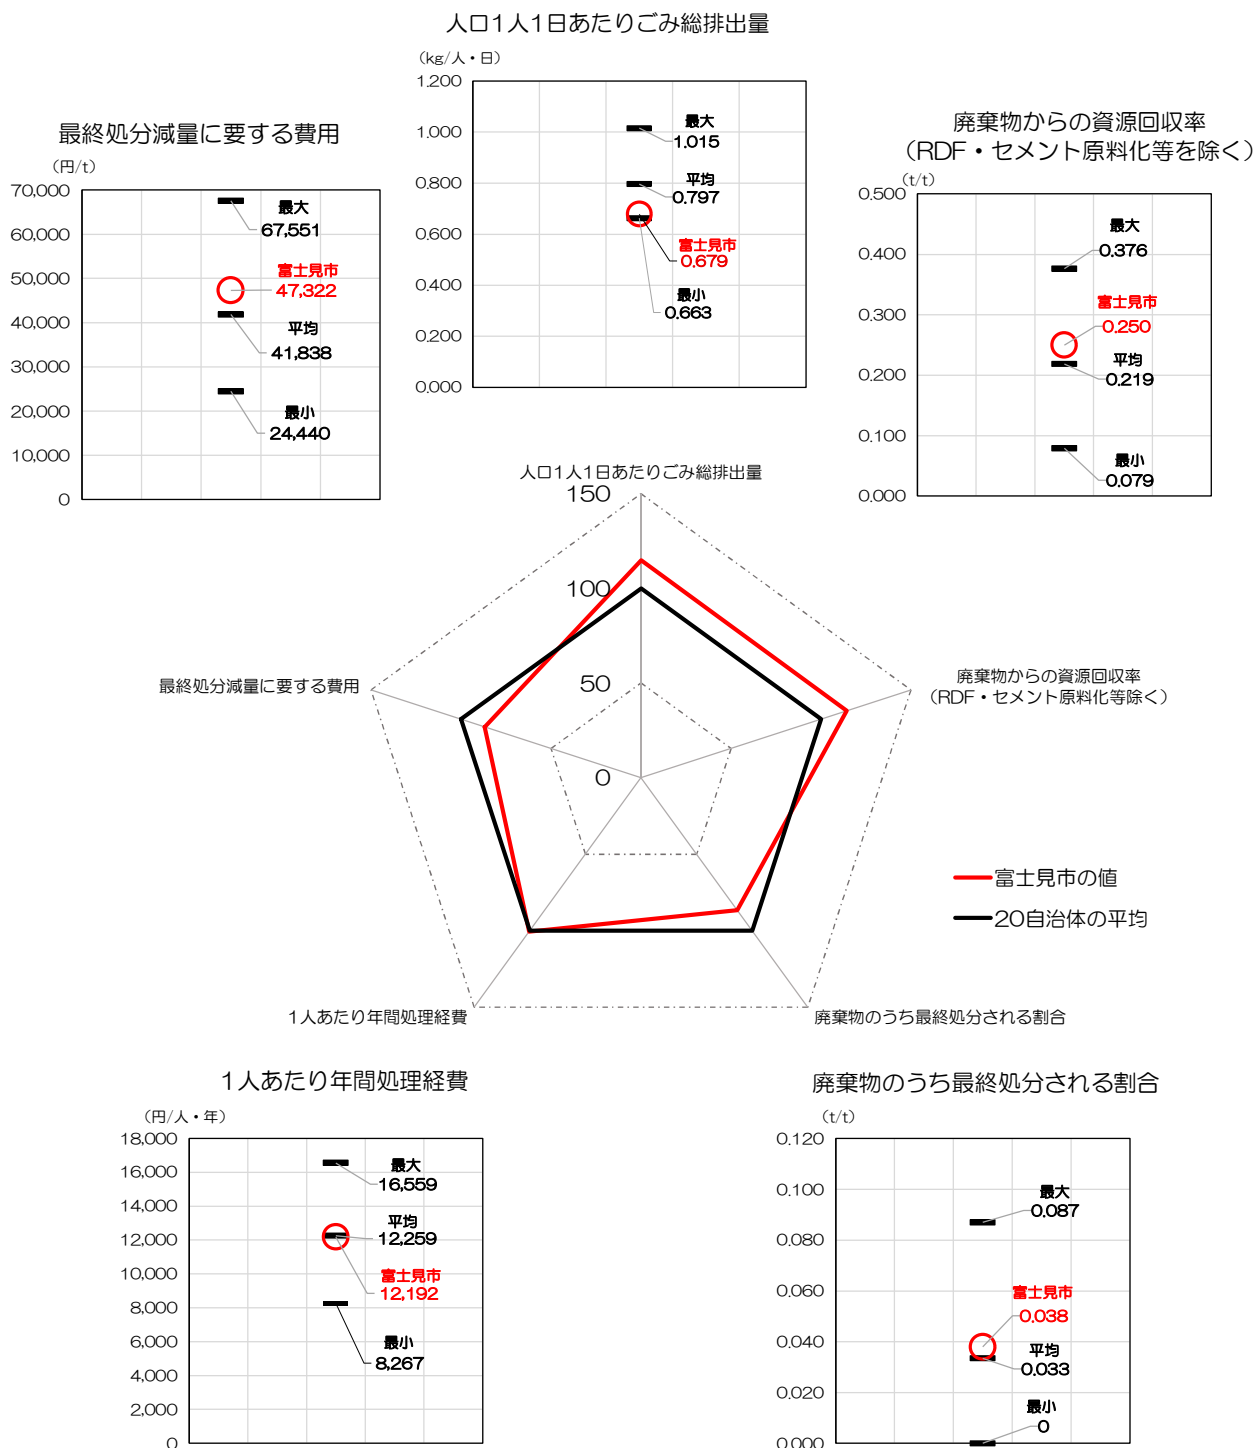 人口1人1日あたりごみ総排出量
（kg/人・日）
1.200
1.000
0.800
0.600
0.400
0.200
0.000
最大
1.015
平均
0.797
富士見市
0.679
最小
0.663
最終処分減量に要する費用
（円/t）
70,000
60,000
50,000
40,000
30,000
20,000
10,000
0
最大
67,551
富士見市
47,322
平均
41,838
最小
24,440
廃棄物からの資源回収率
（RDF・セメント原料化等を除く）
（t/t）
0.500
0.400
0.300
0.200
0.100
0.000
最大
0.376
富士見市
0.250
平均
0.219
最小
0.079
人口1人1日あたりごみ総排出量
150
100
50
0
最終処分減量に要する費用
廃棄物からの資源回収率
（RDF・セメント原料化等除く）
富士見市の値
20自治体の平均
1人あたり年間処理経費
廃棄物のうち最終処分される割合
1人あたり年間処理経費
（円/人・年）
18,000
16,000
14,000
12,000
10,000
8,000
6,000
4,000
2,000
0
最大
16,559
平均
12,259
富士見市
12,192
最小
8,267
廃棄物のうち最終処分される割合
（t/t）
0.120
0.100
0.080
0.060
0.040
0.020
0.000
最大
0.087
富士見市
0.038
平均
0.033
最小
0